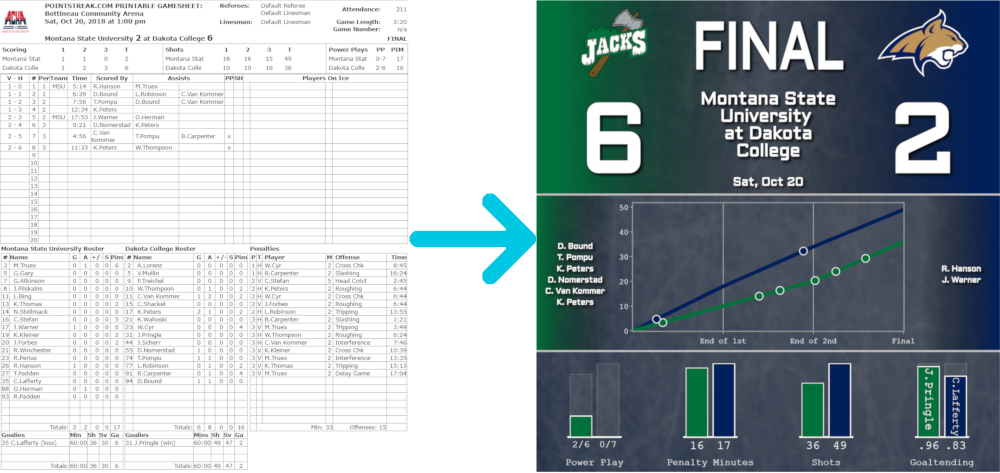 POINTSTREAK.COM PRINTABLE GAMESHEET:
Bottineau Community Arena
Sat, Oct 20, 2018 at 1:00 pm
Referees: Default Referee
Default Linesman
Linesman: Default Linesman
Attendance: 211
Game Length: 2:20
Game Number: n/a
Montana State University 2 at Dakota College 6 FINAL
Scoring 1 2 3 T Shots 1 2 3 T Power Plays PP PIM
Montana Stat 1 1 0 2 Montana Stat 18 16 15 49 Montana Stat 0-7 17
Dakota Colle 1 2 3 6 Dakota Colle 10 10 16 36 Dakota Colle 2-6 16
V - H # Per Team Time Scored By Assists PP SH Players On Ice
1 - 0 1 1 MSU 5:14 R.Hanson M.Truex
1 - 1 2 1 6:39 D.Bound L.Robinson C.Van Kommer
1 - 2 3 2 7:56 T.Pompu D.Bound C.Van Kommer
1 - 3 4 2 12:34 K.Peters
2 - 3 5 2 MSU 17:53 J.Warner O.Herman
2 - 4 6 3 0:21 D.Nomerstad K.Peters
2 - 5 7 3 4:56 C.Van Kommer T.Pompu B.Carpenter x
2 - 6 8 3 11:33 K.Peters W.Thompson x
9
10
11
12
13
14
15
16
17
18
19
20
Montana State University Roster
# Name G A +/- S Pim
3 M.Truex 0 1 0 0 6
5 G.Gary 0 0 0 0 0
7 G.Atkinson 0 0 0 0 0
8 J.Pilskalns 0 0 0 0 0
11 L.Bing 0 0 0 0 0
13 K.Thomas 0 0 0 0 2
14 N.Stellmack 0 0 0 0 0
16 C.Stefan 0 0 0 0 5
17 J.Warner 1 0 0 0 0
19 K.Kleiner 0 0 0 0 2
20 J.Forbes 0 0 0 0 2
21 R.Winchester 0 0 0 0 0
23 R.Perius 0 0 0 0 0
26 R.Hanson 1 0 0 0 0
27 T.Padden 0 0 0 0 0
35 C.Lafferty 0 0 0 0 0
88 O.Herman 0 1 0 0 0
93 R.Padden 0 0 0 0 0
Totals: 2 2 0 0 17
Goalies Min Sh Sv Ga
35 C.Lafferty (loss) 60:00 36 30 6
Totals: 60:00 36 30 6
Dakota College Roster
# Name G A +/- S Pim
2 A.Lorenz 0 0 0 0 0
5 V.Mullin 0 0 0 0 0
9 P.Treichel 0 0 0 0 0
10 W.Thompson 0 1 0 0 2
11 C.Van Kommer 1 2 0 0 2
15 C.Shackel 0 0 0 0 0
17 K.Peters 2 1 0 0 2
21 K.Wahoski 0 0 0 0 0
23 W.Cyr 0 0 0 0 4
31 J.Pringle 0 0 0 0 0
44 J.Scherr 0 0 0 0 0
55 D.Nomerstad 1 0 0 0 0
74 T.Pompu 1 1 0 0 0
77 L.Robinson 0 1 0 0 2
91 B.Carpenter 0 1 0 0 4
94 D.Bound 1 1 0 0 0
Totals: 6 8 0 0 16
Goalies Mins Sh Sv Ga
31 J.Pringle (win) 60:00 49 47 2
Totals: 60:00 49 47 2
Penalties
P T Player M Offense Time
1 H W.Cyr 2 Cross Chk 8:45
1 H B.Carpenter 2 Slashing 16:24
2 V C.Stefan 5 Head Cntct 2:45
2 H K.Peters 2 Roughing 6:44
2 H W.Cyr 2 Cross Chk 6:44
2 V J.Forbes 2 Roughing 6:44
2 H L.Robinson 2 Tripping 13:55
3 H B.Carpenter 2 Slashing 1:21
3 V M.Truex 2 Tripping 3:49
3 H W.Thompson 2 Roughing 6:24
3 H C.Van Kommer 2 Interference 7:46
3 V K.Kleiner 2 Cross Chk 10:39
3 V M.Truex 2 Interference 13:35
3 V K.Thomas 2 Tripping 15:13
3 V M.Truex 2 Delay Game 17:04
Min: 33 Offenses: 15
JACKS
FINAL
6
Montana State
University
at Dakota
College
2
Sat, Oct 20
D. Bound
T. Pompu
K. Peters
D. Nomerstad
C. Van Kommer
K. Peters
50
40
30
20
10
0
End of 1st End of 2nd Final
R. Hanson
J. Warner
2/6 0/7
Power Play
16 17
Penalty Minutes
36 49
Shots
J.Pringle
C.Lafferty
.96 .83
Goaltending